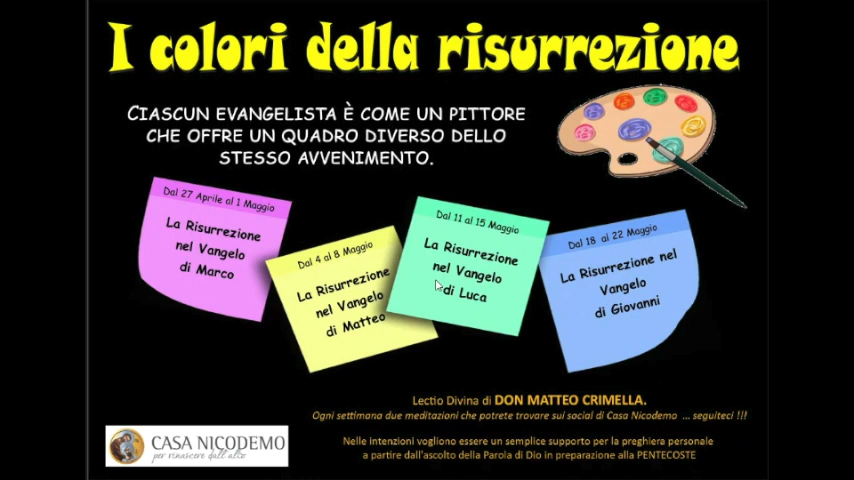 I colori della risurrezione
CIASCUN EVANGELISTA È COME UN PITTORE
CHE OFFRE UN QUADRO DIVERSO DELLO
STESSO AVVENIMENTO.
Dal 27 Aprile al 1 Maggio
La Risurrezione
nel Vangelo
di Marco
Dal 4 al 8 Maggio
La Risurrezione
nel Vangelo
di Matteo
Dal 11 al 15 Maggio
La Risurrezione
nel Vangelo
di Luca
Dal 18 al 22 Maggio
La Risurrezione nel
Vangelo
di Giovanni
Lectio Divina di DON MATTEO CRIMELLA.
Ogni settimana due meditazioni che potrete trovare sui social di Casa Nicodemo ... seguiteci !!!
Nelle intenzioni vogliono essere un semplice supporto per la preghiera personale
a partire dall'ascolto della Parola di Dio in preparazione alla PENTECOSTE
CASA NICODEMO
per rinascere dall'alto